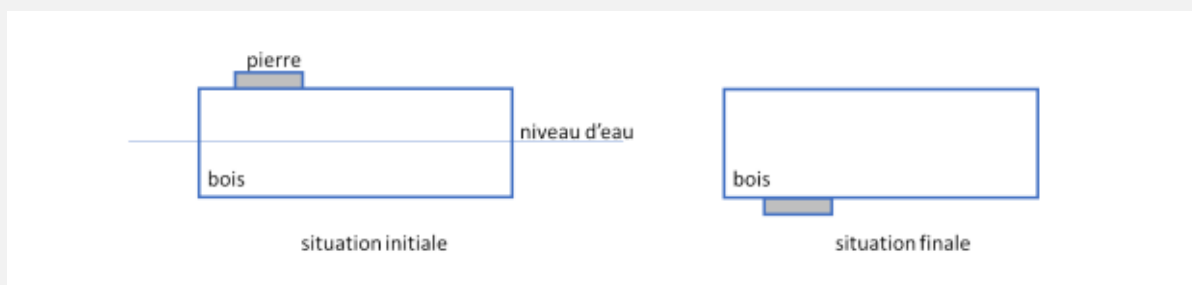 pierre
niveau d'eau
bois
bois
situation initiale
situation finale